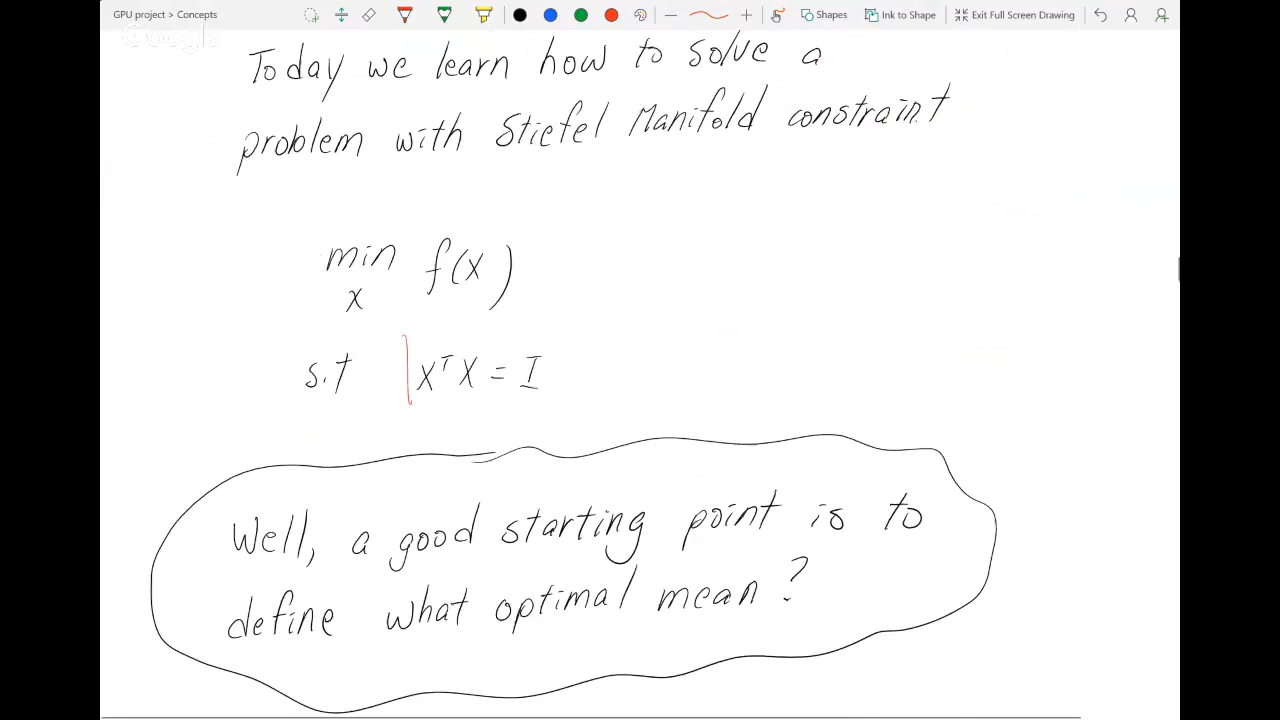 GPU project > Concepts
Shapes
Ink to Shape
Exit Full Screen Drawing
Google
Today we learn how to solve a
problem with Stiefel Manifold constraint
min f(X)
x
s.t X^T X = I
Well, a good starting point is to
define what optimal mean?